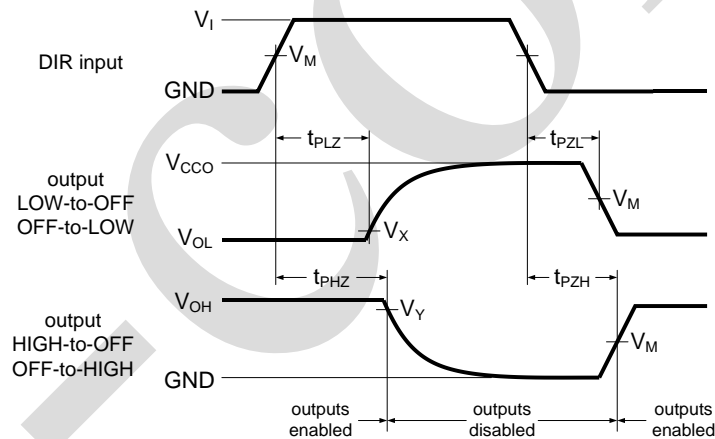 V_I
DIR input
V_M
GND
t_PLZ
t_PZL
V_CCO
output
LOW-to-OFF
OFF-to-LOW
V_M
V_OL
V_X
t_PHZ
t_PZH
V_OH
output
HIGH-to-OFF
OFF-to-HIGH
V_Y
V_M
GND
outputs
enabled
outputs
disabled
outputs
enabled